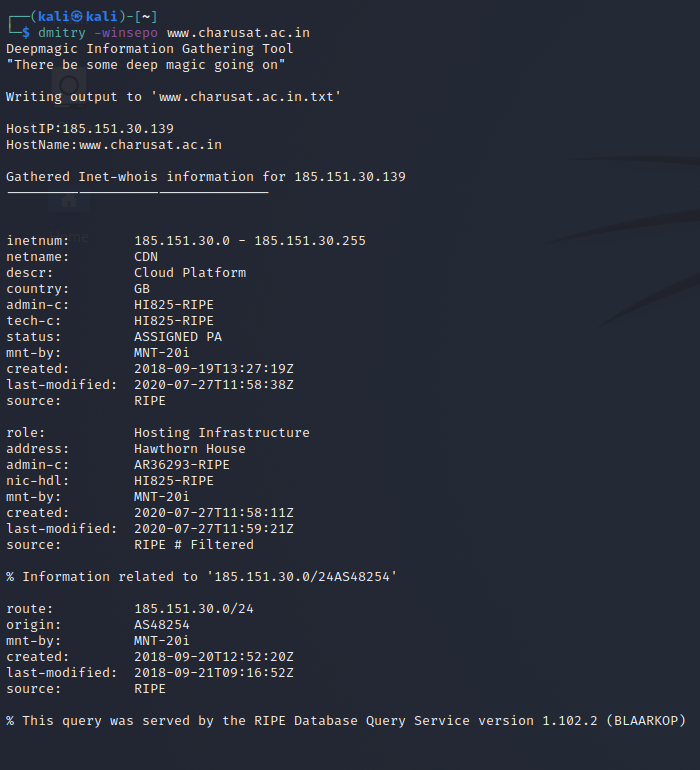 ┌──(kali㉿kali)-[~]
└─$ dmitry -winsepo www.charusat.ac.in
Deepmagic Information Gathering Tool
"There be some deep magic going on"
Writing output to 'www.charusat.ac.in.txt'
HostIP:185.151.30.139
HostName:www.charusat.ac.in
Gathered Inet-whois information for 185.151.30.139
---------------------------------
inetnum:        185.151.30.0 - 185.151.30.255
netname:        CDN
descr:          Cloud Platform
country:        GB
admin-c:        HI825-RIPE
tech-c:         HI825-RIPE
status:         ASSIGNED PA
mnt-by:         MNT-20i
created:        2018-09-19T13:27:19Z
last-modified:  2020-07-27T11:58:38Z
source:         RIPE
role:           Hosting Infrastructure
address:        Hawthorn House
admin-c:        AR36293-RIPE
nic-hdl:        HI825-RIPE
mnt-by:         MNT-20i
created:        2020-07-27T11:58:11Z
last-modified:  2020-07-27T11:59:21Z
source:         RIPE # Filtered
% Information related to '185.151.30.0/24AS48254'
route:          185.151.30.0/24
origin:         AS48254
mnt-by:         MNT-20i
created:        2018-09-20T12:52:20Z
last-modified:  2018-09-21T09:16:52Z
source:         RIPE
% This query was served by the RIPE Database Query Service version 1.102.2 (BLAARKOP)